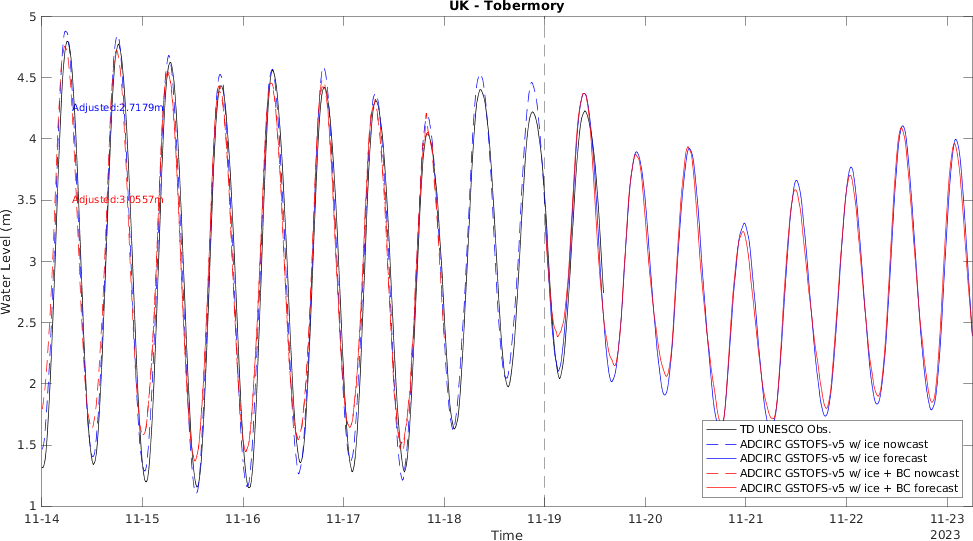 UK - Tobermory
5
4.5
4
3.5
3
2.5
2
1.5
1
Water Level (m)
Adjusted:2.7179m
Adjusted:3.0557m
TD UNESCO Obs.
ADCIRC GSTOFS-v5 w/ ice nowcast
ADCIRC GSTOFS-v5 w/ ice forecast
ADCIRC GSTOFS-v5 w/ ice + BC nowcast
ADCIRC GSTOFS-v5 w/ ice + BC forecast
11-14 11-15 11-16 11-17 11-18 11-19 11-20 11-21 11-22 11-23
Time
2023